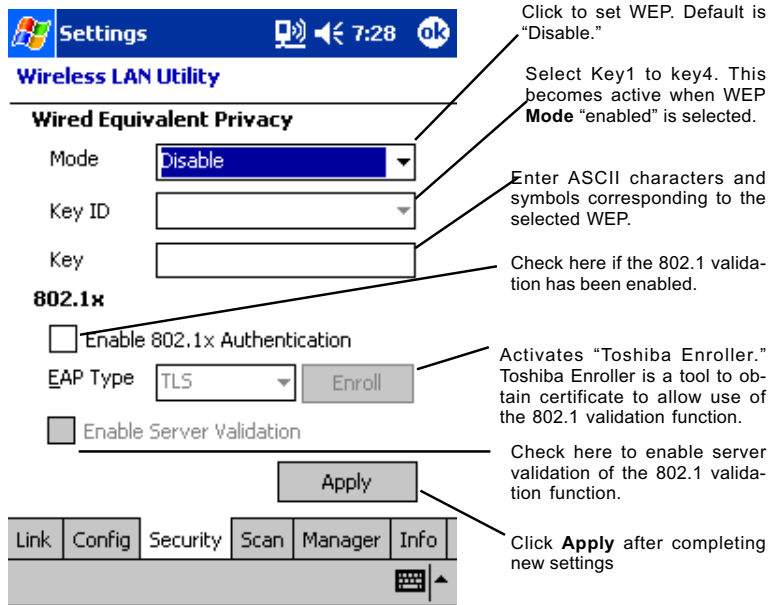 Settings 7:28 ok
Wireless LAN Utility
Wired Equivalent Privacy
Mode Disable
Key ID
Key
802.1x
Enable 802.1x Authentication
EAP Type TLS Enroll
Enable Server Validation
Apply
Link Config Security Scan Manager Info
Click to set WEP. Default is
“Disable.”
Select Key1 to key4. This
becomes active when WEP
Mode “enabled” is selected.
Enter ASCII characters and
symbols corresponding to the
selected WEP.
Check here if the 802.1 valida-
tion has been enabled.
Activates “Toshiba Enroller.”
Toshiba Enroller is a tool to ob-
tain certificate to allow use of
the 802.1 validation function.
Check here to enable server
validation of the 802.1 valida-
tion function.
Click Apply after completing
new settings